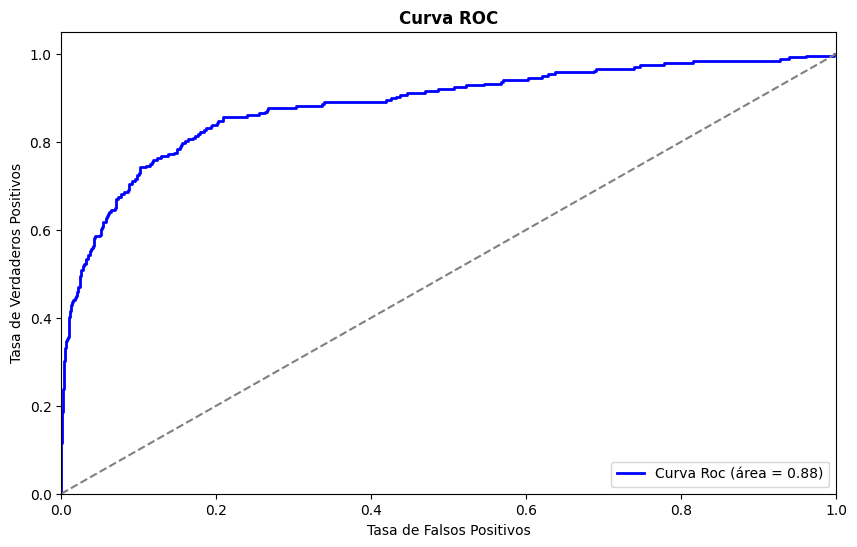 Curva ROC
Tasa de Verdaderos Positivos
1.0
0.8
0.6
0.4
0.2
0.0
0.0 0.2 0.4 0.6 0.8 1.0
Curva Roc (área = 0.88)
Tasa de Falsos Positivos